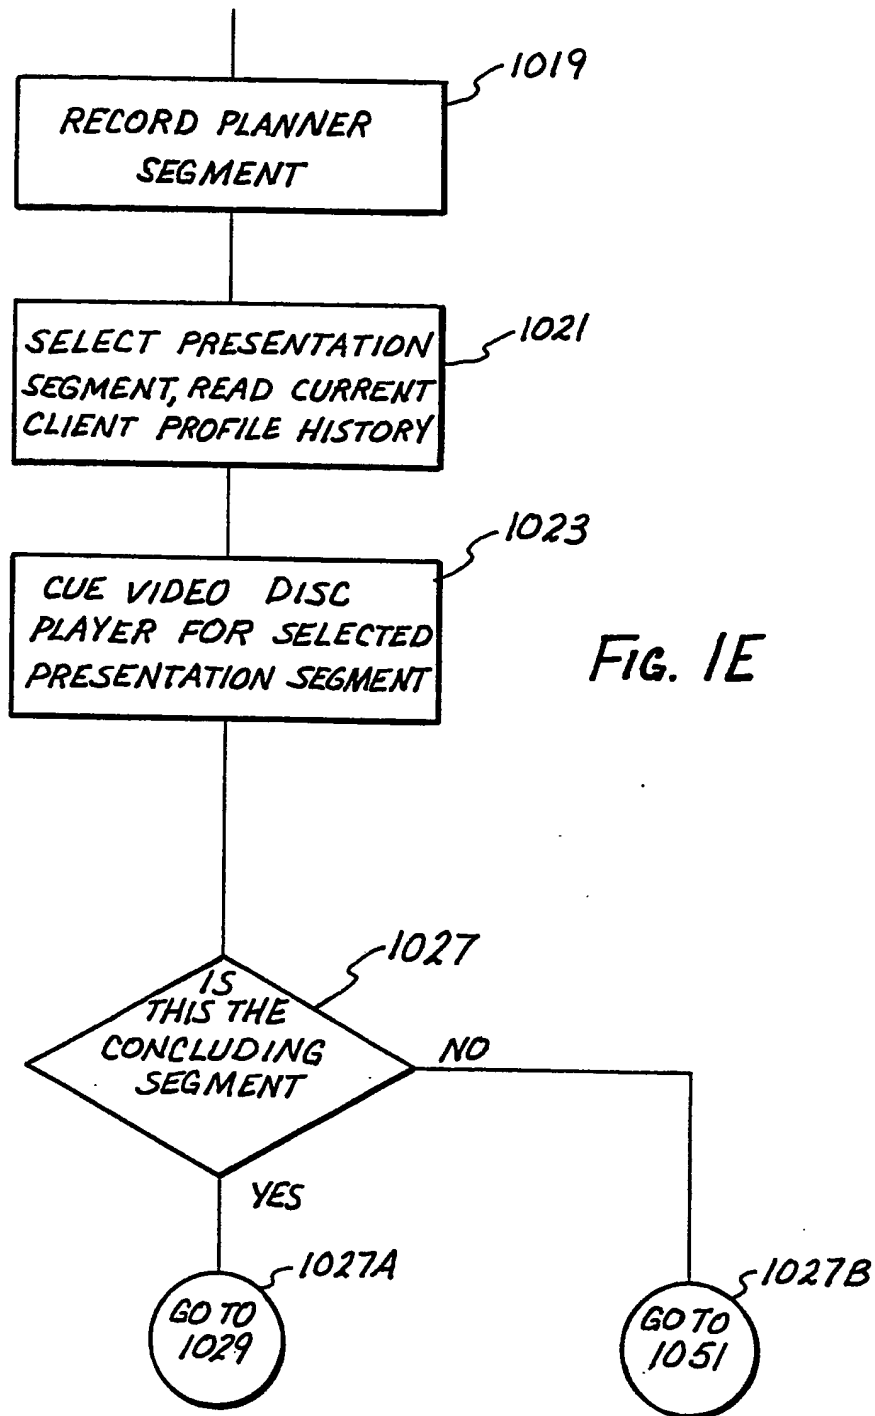 1019
RECORD PLANNER
SEGMENT
1021
SELECT PRESENTATION
SEGMENT, READ CURRENT
CLIENT PROFILE HISTORY
1023
CUE VIDEO DISC
PLAYER FOR SELECTED
PRESENTATION SEGMENT
FIG. 1E
1027
IS
THIS THE
CONCLUDING
SEGMENT
NO
YES
1027A
GO TO
1029
1027B
GO TO
1051